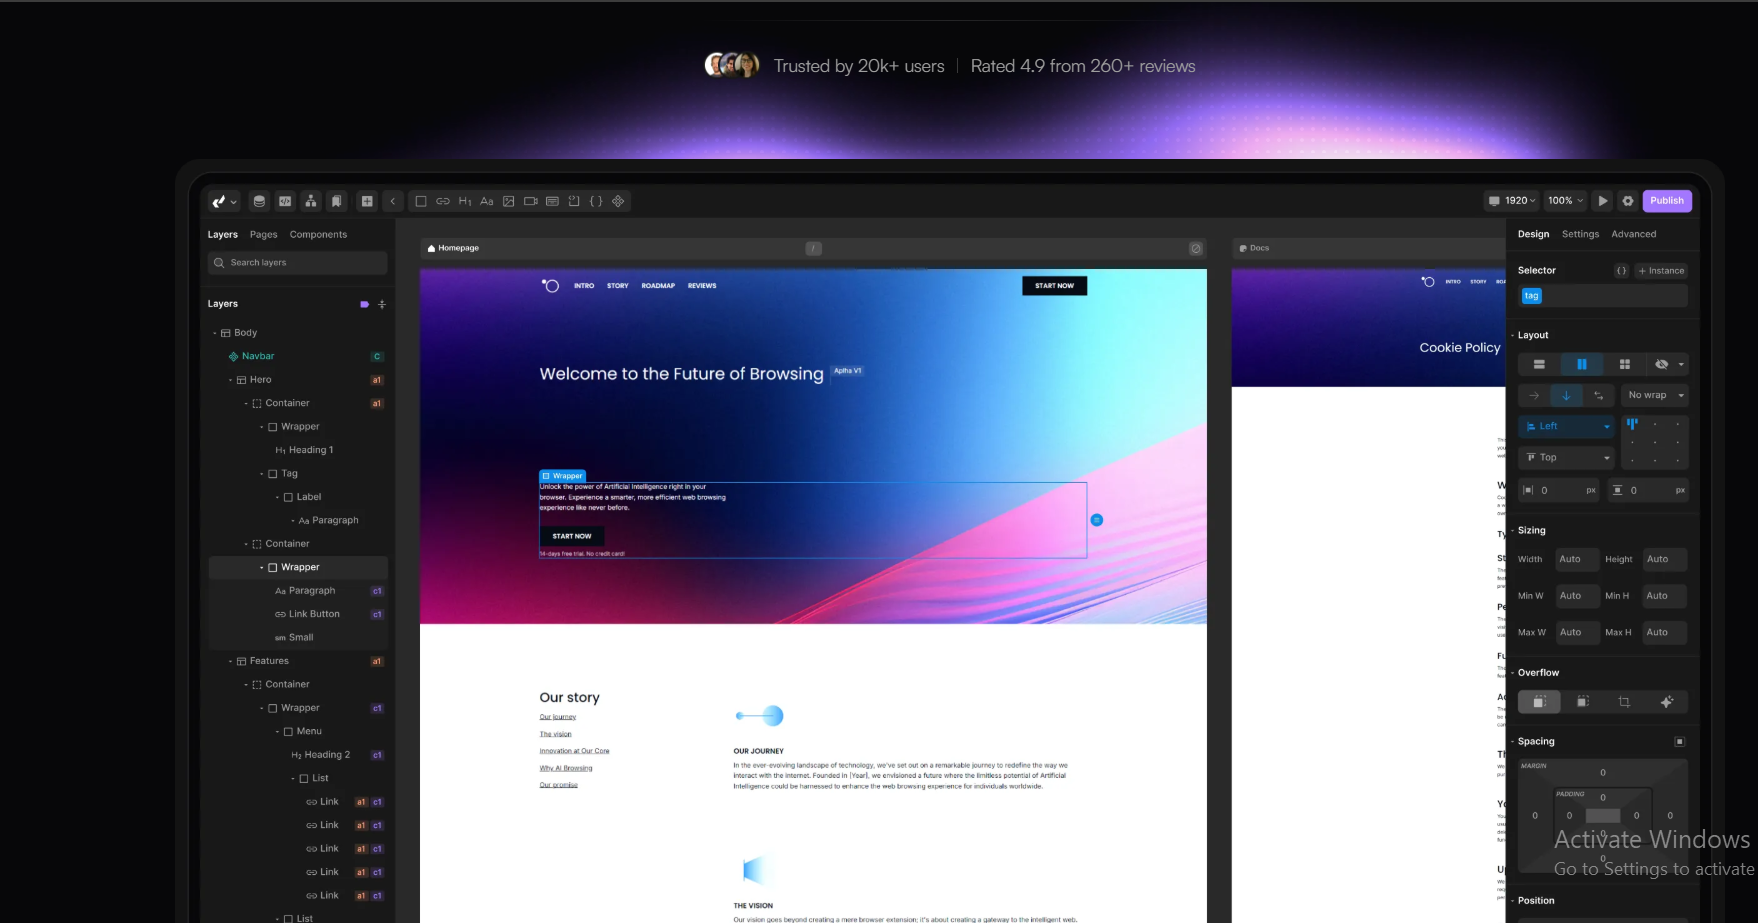 Trusted by 20k+ users | Rated 4.9 from 260+ reviews
H1 Aa { }
1920 100% Publish
Layers Pages Components
Search layers
Layers
Body
Navbar C
Hero a1
Container a1
Wrapper
H1 Heading 1
Tag
Label
Aa Paragraph
Container
Wrapper
Aa Paragraph c1
Link Button c1
sm Small
Features a1
Container
Wrapper c1
Menu
H2 Heading 2 c1
List
Link a1 c1
Link a1 c1
Link a1 c1
Link a1 c1
Link a1 c1
List
Homepage /
INTRO STORY ROADMAP REVIEWS START NOW
Welcome to the Future of Browsing Aplha V1
Wrapper
Unlock the power of Artificial Intelligence right in your
browser. Experience a smarter, more efficient web browsing
experience like never before.
START NOW
14-days free trial. No credit card!
Our story
Our journey
The vision
Innovation at Our Core
Why AI Browsing
Our promise
OUR JOURNEY
In the ever-evolving landscape of technology, we've set out on a remarkable journey to redefine the way we
interact with the internet. Founded in [Year], we envisioned a future where the limitless potential of Artificial
Intelligence could be harnessed to enhance the web browsing experience for individuals worldwide.
THE VISION
Our vision goes beyond creating a mere browser extension; it's about creating a gateway to the intelligent web,
Docs
INTRO STORY ROA
Cookie Policy
Design Settings Advanced
Selector { } + Instance
tag
Layout
No wrap
Left
Top
0 px 0 px
Sizing
Width Auto Height Auto
Min W Auto Min H Auto
Max W Auto Max H Auto
Overflow
Spacing
MARGIN
0
PADDING 0
0 0 0 0
0
0
Position
Activate Windows
Go to Settings to activate